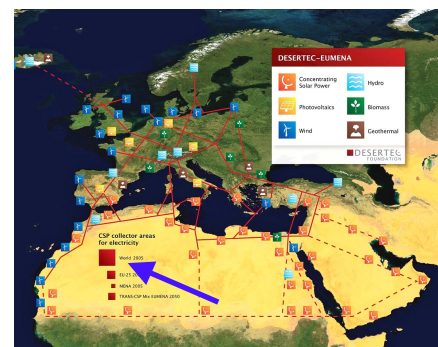 DESERTEC-EUMENA
Concentrating
Solar Power
Hydro
Photovoltaics
Biomass
Wind
Geothermal
DESERTEC
FOUNDATION
CSP collector areas
for electricity
World 2005
EU-25 2005
MENA 2005
TRANS-CSP Mix EUMENA 2050